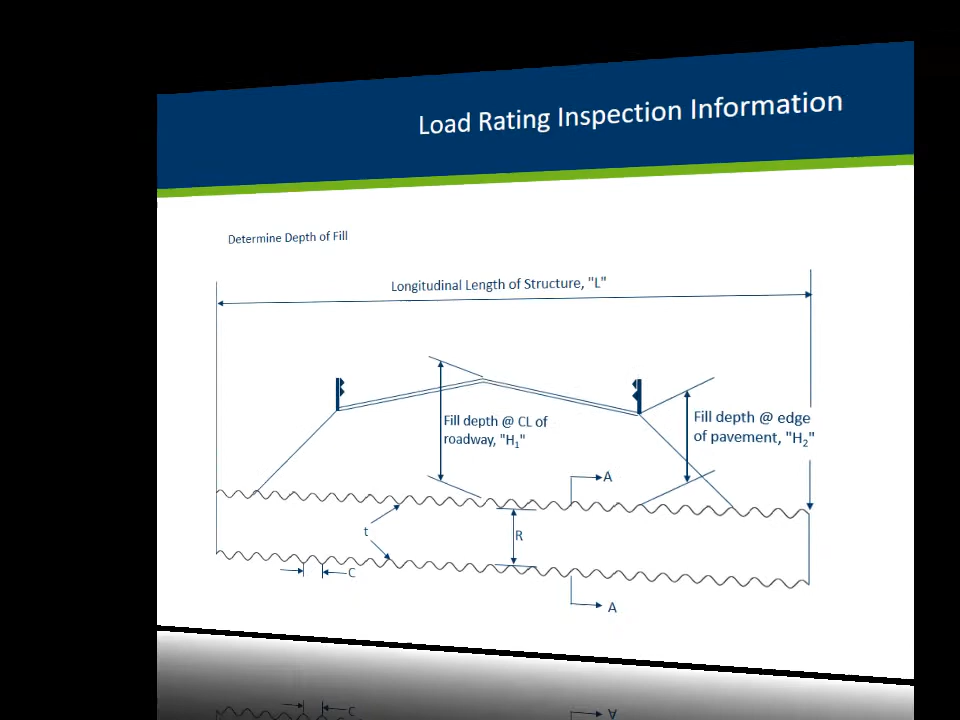 Load Rating Inspection Information
Determine Depth of Fill
Longitudinal Length of Structure, "L"
Fill depth @ CL of
roadway, "H₁"
Fill depth @ edge
of pavement, "H₂"
A
t
R
C
A
C
A